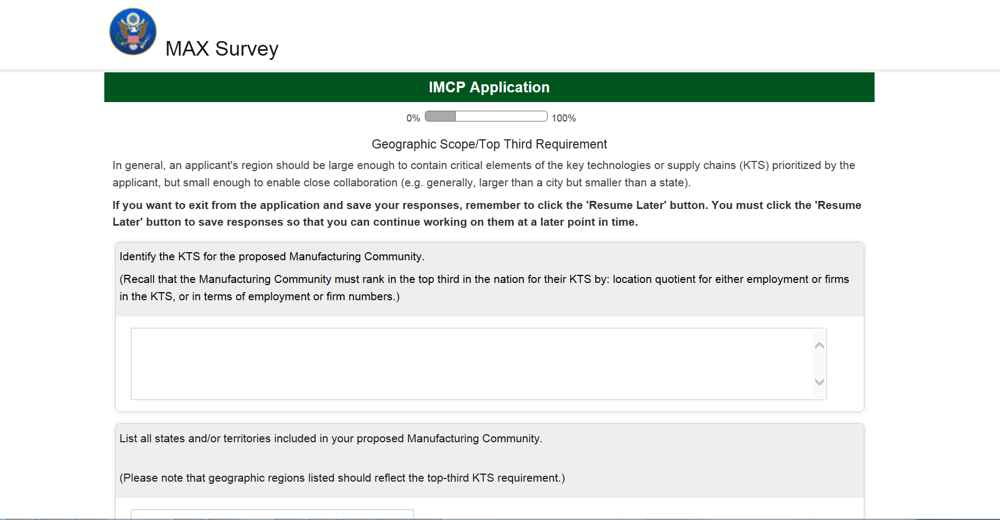 MAX Survey
IMCP Application
0% 100%
Geographic Scope/Top Third Requirement
In general, an applicant's region should be large enough to contain critical elements of the key technologies or supply chains (KTS) prioritized by the
applicant, but small enough to enable close collaboration (e.g. generally, larger than a city but smaller than a state).
If you want to exit from the application and save your responses, remember to click the 'Resume Later' button. You must click the 'Resume
Later' button to save responses so that you can continue working on them at a later point in time.
Identify the KTS for the proposed Manufacturing Community.
(Recall that the Manufacturing Community must rank in the top third in the nation for their KTS by: location quotient for either employment or firms
in the KTS, or in terms of employment or firm numbers.)
List all states and/or territories included in your proposed Manufacturing Community.
(Please note that geographic regions listed should reflect the top-third KTS requirement.)